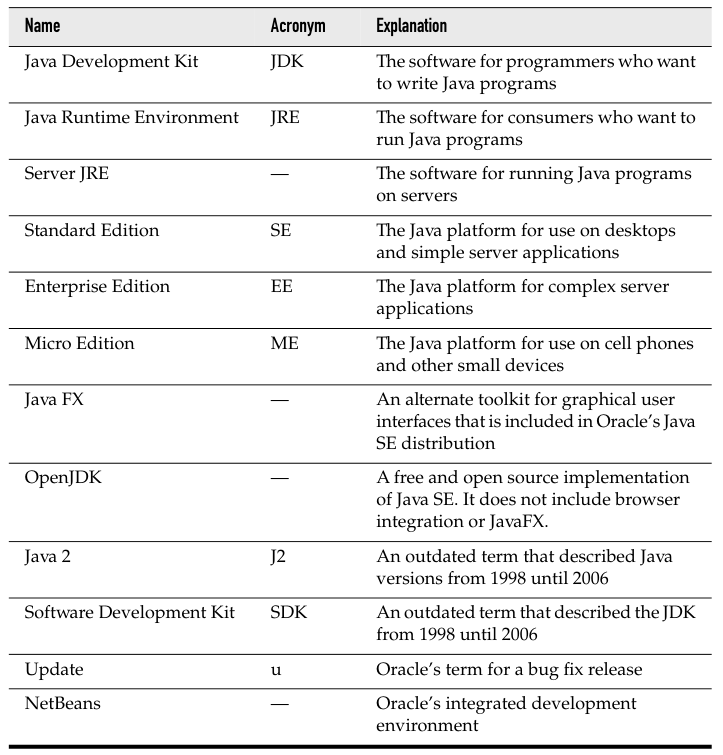 Name Acronym Explanation
Java Development Kit JDK The software for programmers who want
to write Java programs
Java Runtime Environment JRE The software for consumers who want to
run Java programs
Server JRE — The software for running Java programs
on servers
Standard Edition SE The Java platform for use on desktops
and simple server applications
Enterprise Edition EE The Java platform for complex server
applications
Micro Edition ME The Java platform for use on cell phones
and other small devices
Java FX — An alternate toolkit for graphical user
interfaces that is included in Oracle’s Java
SE distribution
OpenJDK — A free and open source implementation
of Java SE. It does not include browser
integration or JavaFX.
Java 2 J2 An outdated term that described Java
versions from 1998 until 2006
Software Development Kit SDK An outdated term that described the JDK
from 1998 until 2006
Update u Oracle’s term for a bug fix release
NetBeans — Oracle’s integrated development
environment